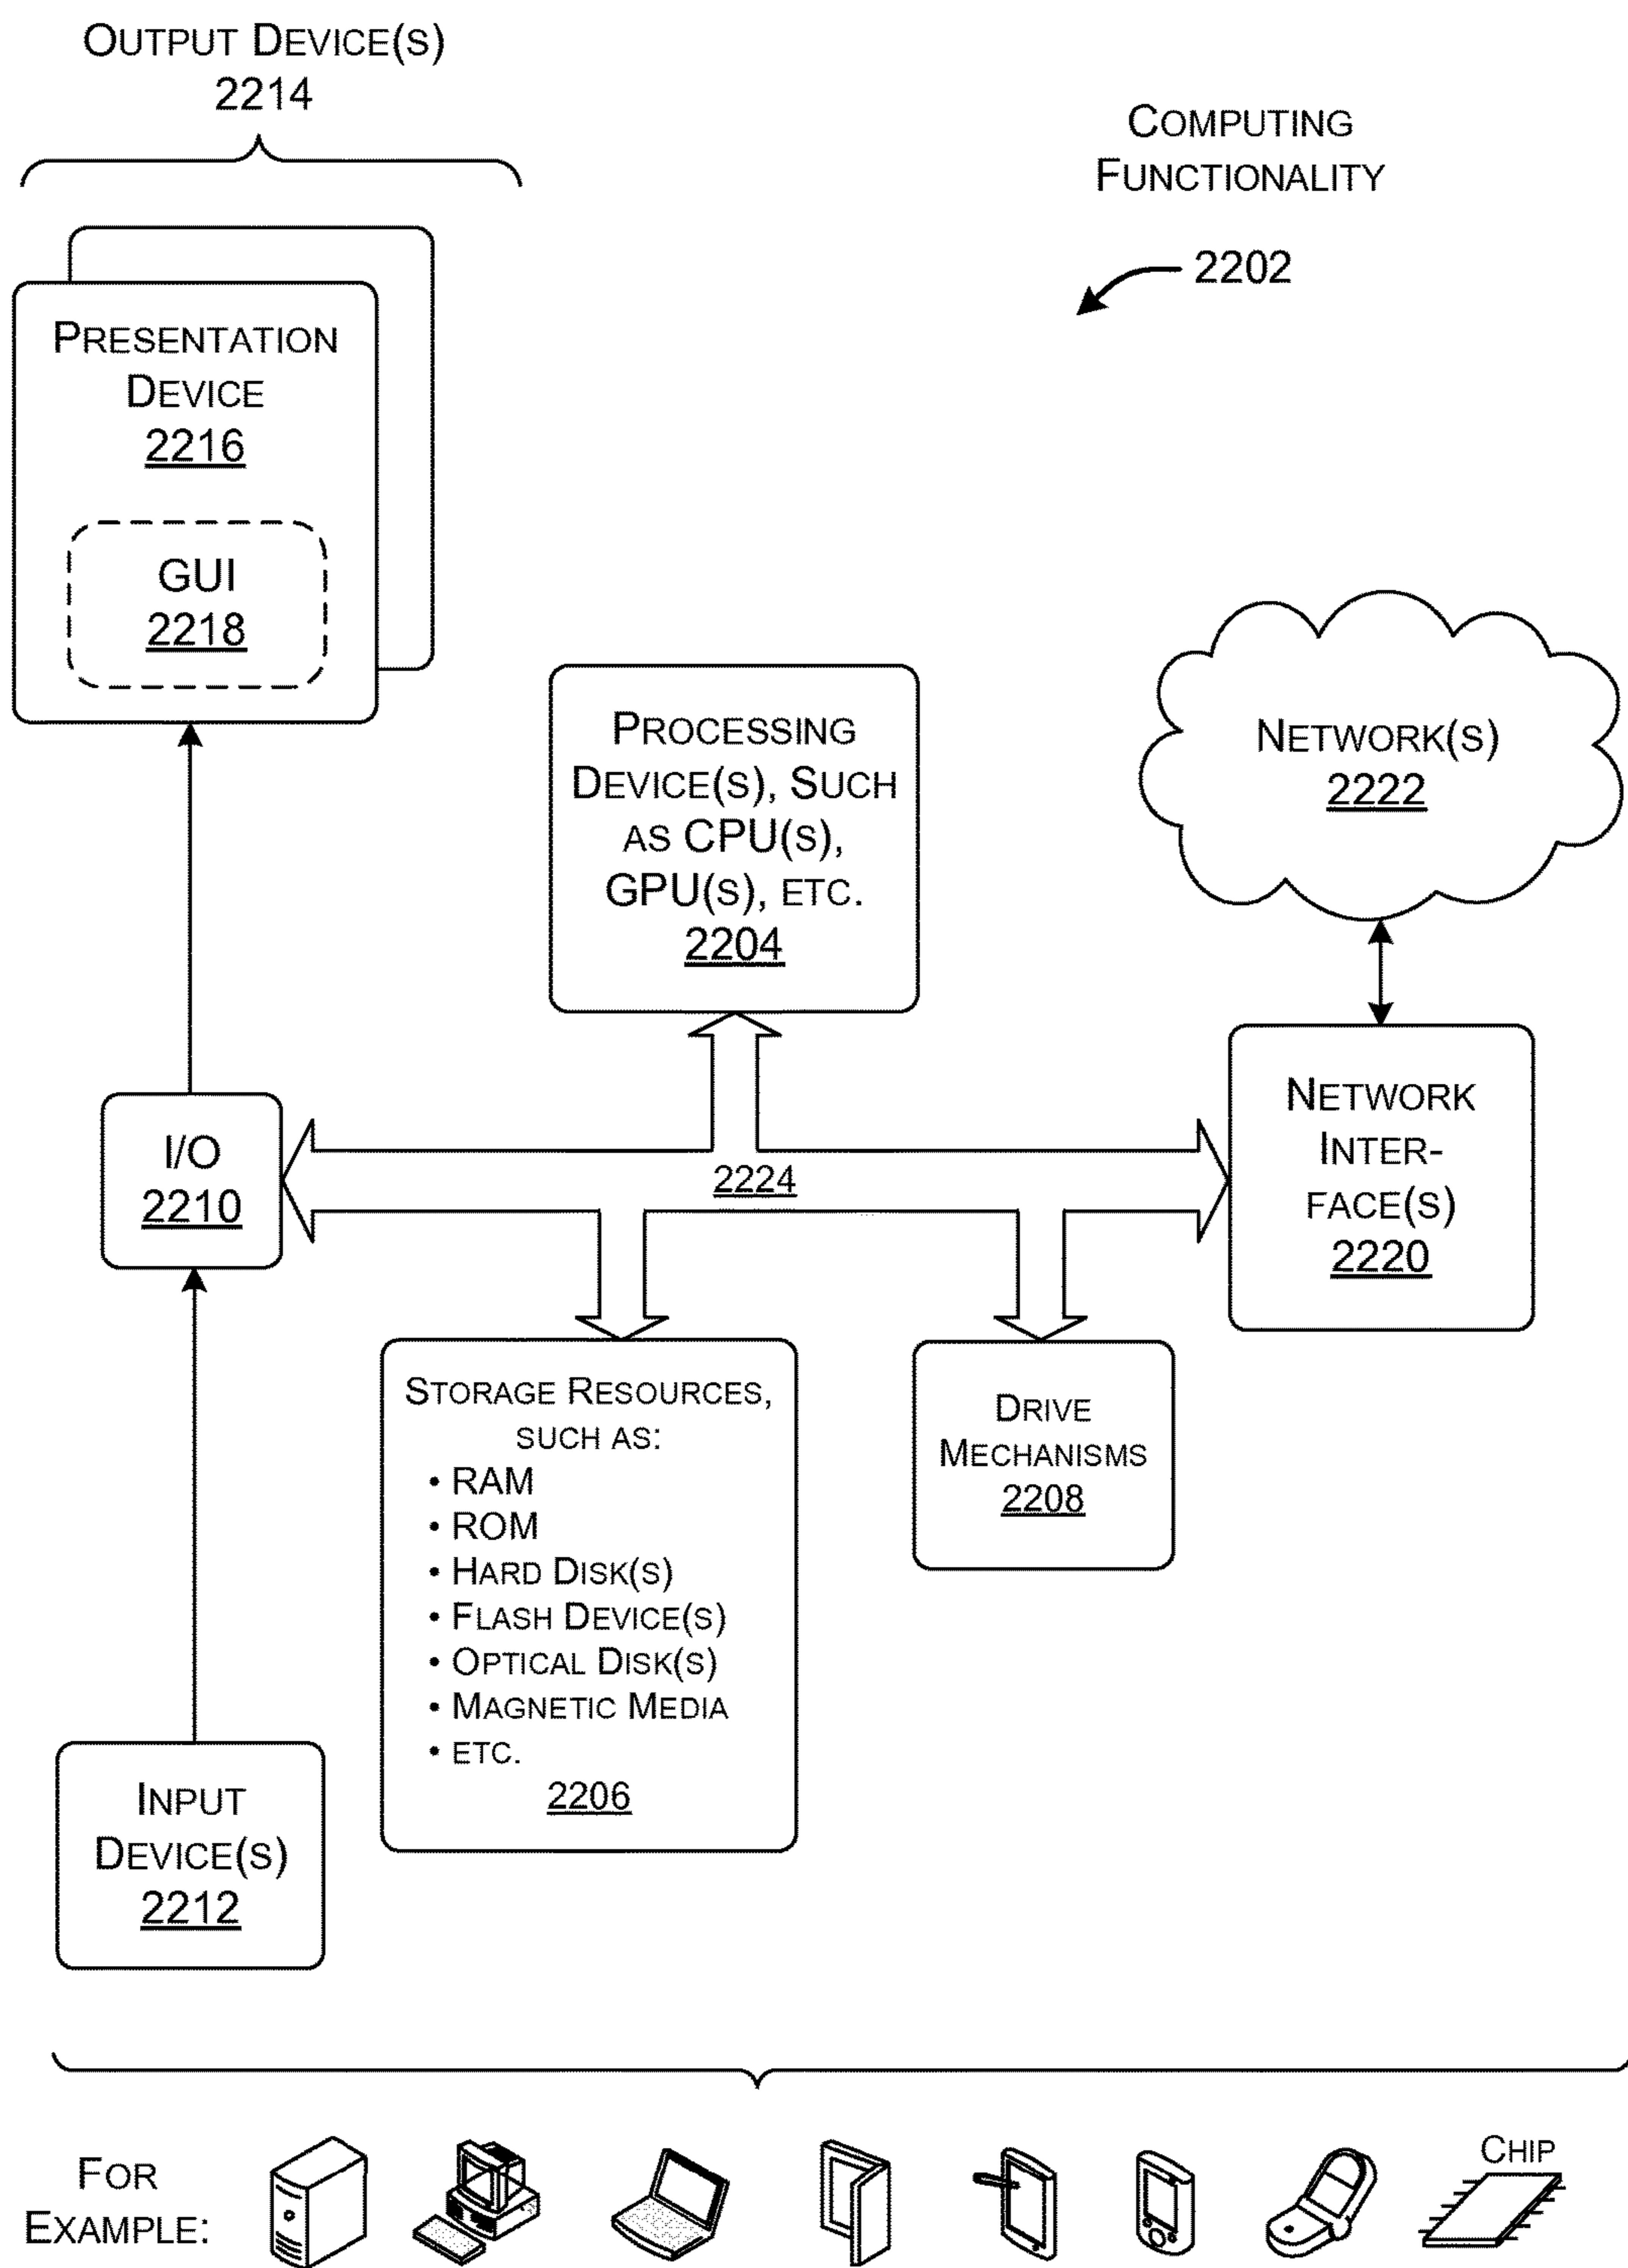 OUTPUT DEVICE(S)
2214
COMPUTING
FUNCTIONALITY
2202
PRESENTATION
DEVICE
2216
GUI
2218
PROCESSING
DEVICE(S), SUCH
AS CPU(S),
GPU(S), ETC.
2204
NETWORK(S)
2222
I/O
2210
2224
NETWORK
INTER-
FACE(S)
2220
STORAGE RESOURCES,
SUCH AS:
• RAM
• ROM
• HARD DISK(S)
• FLASH DEVICE(S)
• OPTICAL DISK(S)
• MAGNETIC MEDIA
• ETC.
2206
DRIVE
MECHANISMS
2208
INPUT
DEVICE(S)
2212
FOR
EXAMPLE:
CHIP